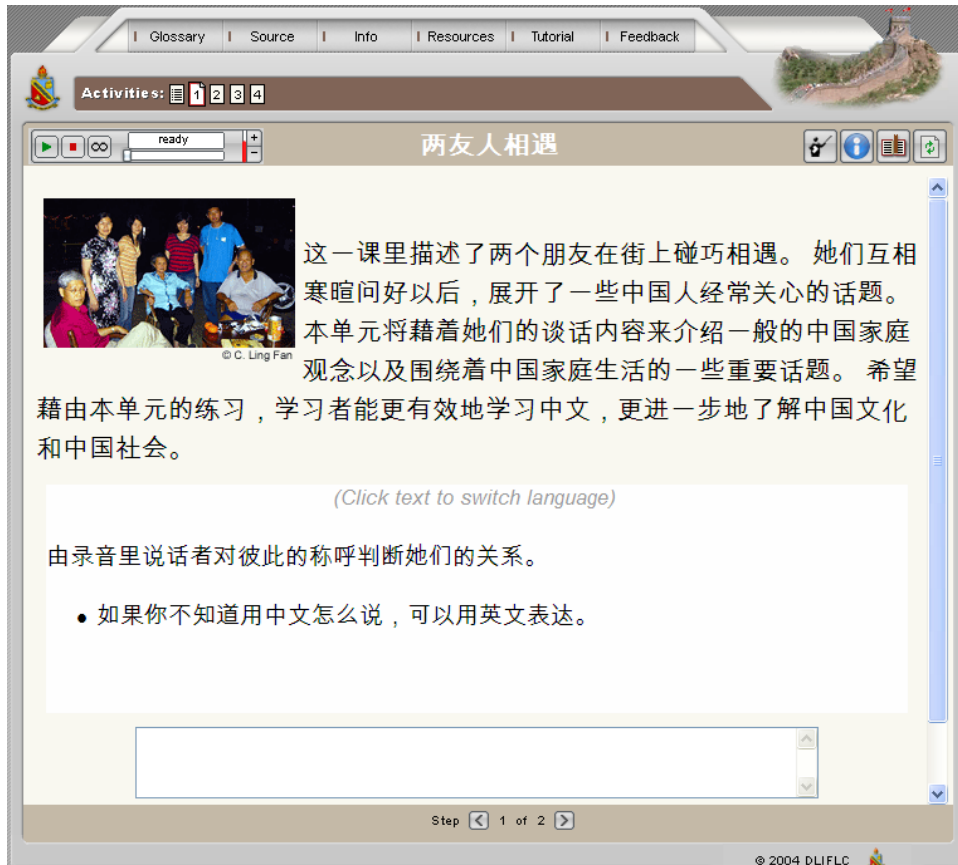 Glossary
Source
Info
Resources
Tutorial
Feedback
Activities: 1 2 3 4
ready
+
-
两友人相遇
这一课里描述了两个朋友在街上碰巧相遇。 她们互相
寒暄问好以后，展开了一些中国人经常关心的话题。
本单元将藉着她们的谈话内容来介绍一般的中国家庭
观念以及围绕着中国家庭生活的一些重要话题。 希望
© C. Ling Fan
藉由本单元的练习，学习者能更有效地学习中文，更进一步地了解中国文化
和中国社会。
(Click text to switch language)
由录音里说话者对彼此的称呼判断她们的关系。
• 如果你不知道用中文怎么说，可以用英文表达。
Step 1 of 2
© 2004 DLIFLC